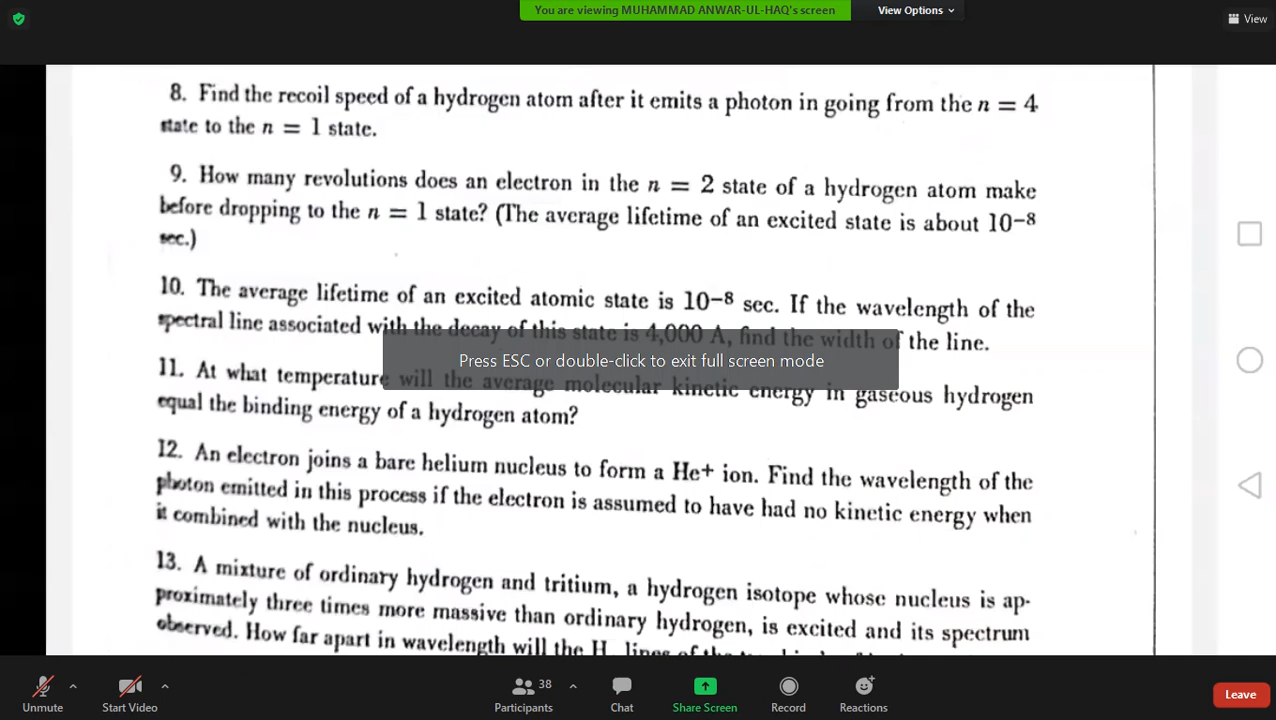 You are viewing MUHAMMAD ANWAR-UL-HAQ's screen
View Options
View
8. Find the recoil speed of a hydrogen atom after it emits a photon in going from the n = 4
state to the n = 1 state.
9. How many revolutions does an electron in the n = 2 state of a hydrogen atom make
before dropping to the n = 1 state? (The average lifetime of an excited state is about 10⁻⁸
sec.)
10. The average lifetime of an excited atomic state is 10⁻⁸ sec. If the wavelength of the
spectral line associated with the decay of this state is 4,000 A, find the width of the line.
Press ESC or double-click to exit full screen mode
11. At what temperature will the average molecular kinetic energy in gaseous hydrogen
equal the binding energy of a hydrogen atom?
12. An electron joins a bare helium nucleus to form a He⁺ ion. Find the wavelength of the
photon emitted in this process if the electron is assumed to have had no kinetic energy when
it combined with the nucleus.
13. A mixture of ordinary hydrogen and tritium, a hydrogen isotope whose nucleus is ap-
proximately three times more massive than ordinary hydrogen, is excited and its spectrum
observed. How far apart in wavelength will the H lines of the
Unmute
Start Video
38
Participants
Chat
Share Screen
Record
Reactions
Leave